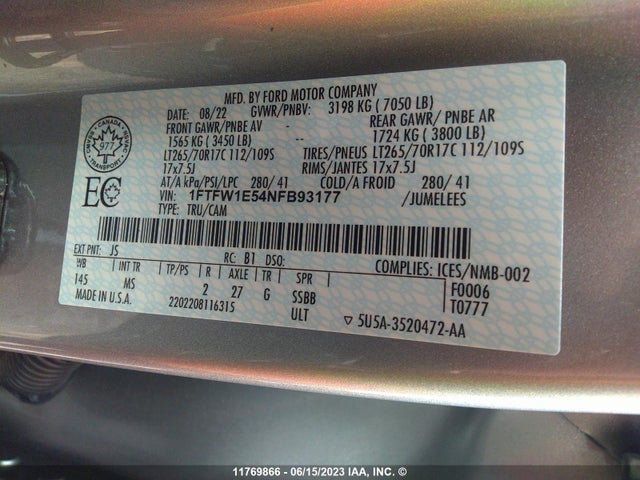 MFD. BY FORD MOTOR COMPANY
DATE: 08/22 GVWR/PNBV: 3198 KG ( 7050 LB)
FRONT GAWR/PNBE AV - REAR GAWR/ PNBE AR
1565 KG ( 3450 LB) - 1724 KG ( 3800 LB)
LT265/70R17C 112/109S TIRES/PNEUS LT265/70R17C 112/109S
17x7.5J RIMS/JANTES 17x7.5J
AT/A kPa/PSI/LPC 280/ 41 COLD/A FROID 280/ 41
VIN: 1FTFW1E54NFB93177 /JUMELEES
TYPE: TRU/CAM
CANADA
977
TRANSPORT
EC
EXT PNT: JS RC: B1 DSO: COMPLIES: ICES/NMB-002
WB INT TR TP/PS R AXLE TR SPR F0006
145 MS 2 27 G SSBB T0777
MADE IN U.S.A. 2202208116315 ULT ▽ 5U5A-3520472-AA
11769866 - 06/15/2023 IAA, INC. ©